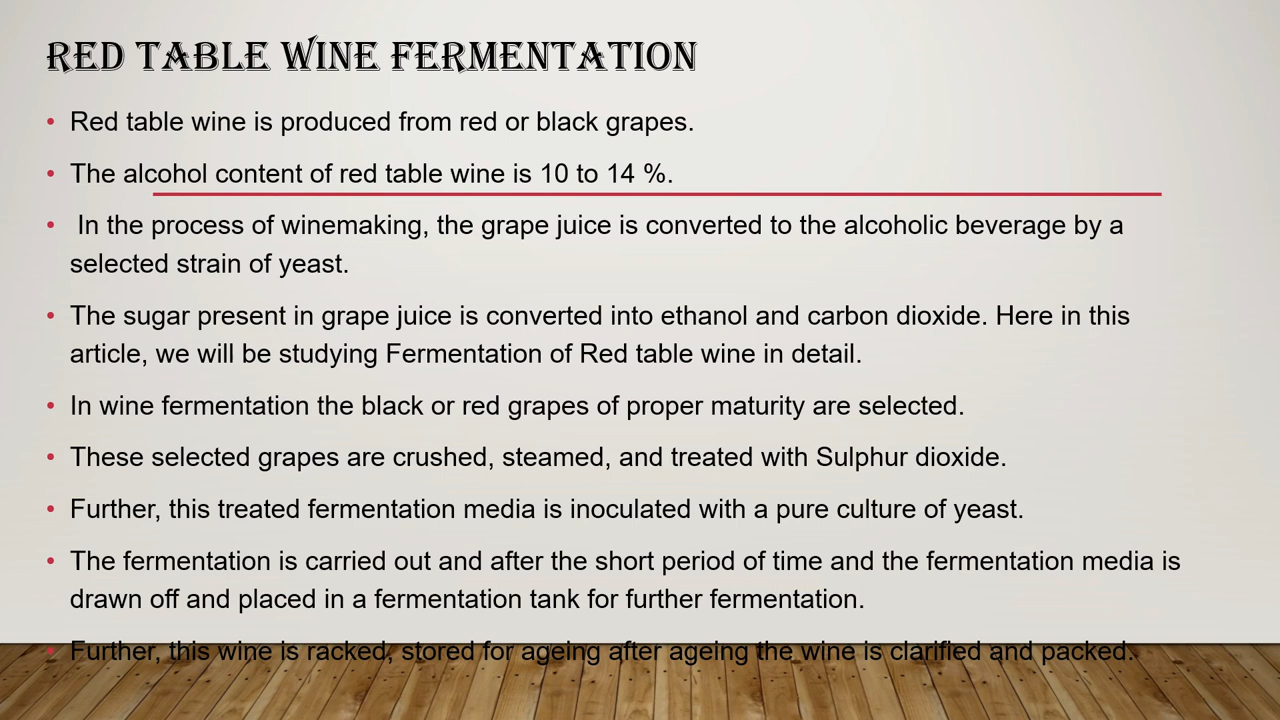 RED TABLE WINE FERMENTATION
• Red table wine is produced from red or black grapes.
• The alcohol content of red table wine is 10 to 14 %.
• In the process of winemaking, the grape juice is converted to the alcoholic beverage by a
selected strain of yeast.
• The sugar present in grape juice is converted into ethanol and carbon dioxide. Here in this
article, we will be studying Fermentation of Red table wine in detail.
• In wine fermentation the black or red grapes of proper maturity are selected.
• These selected grapes are crushed, steamed, and treated with Sulphur dioxide.
• Further, this treated fermentation media is inoculated with a pure culture of yeast.
• The fermentation is carried out and after the short period of time and the fermentation media is
drawn off and placed in a fermentation tank for further fermentation.
• Further, this wine is racked, stored for ageing after ageing the wine is clarified and packed.